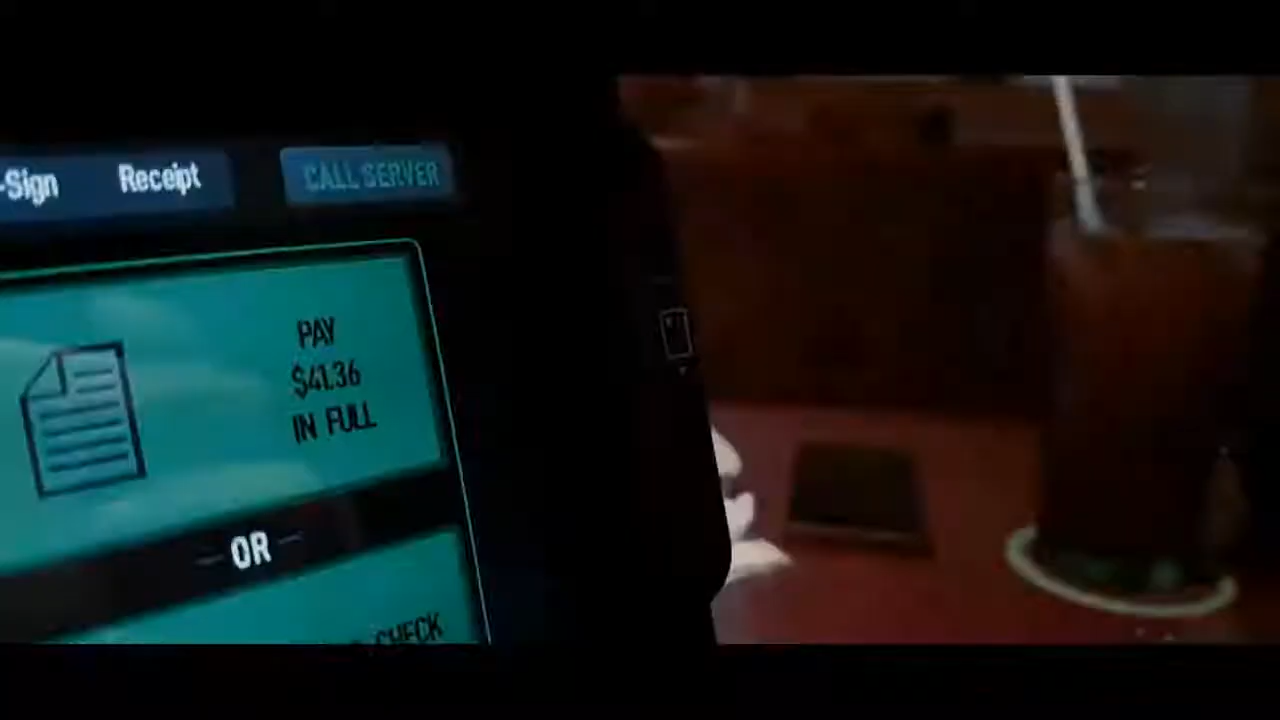 -Sign
Receipt
CALL SERVER
PAY
$41.36
IN FULL
OR
CHECK